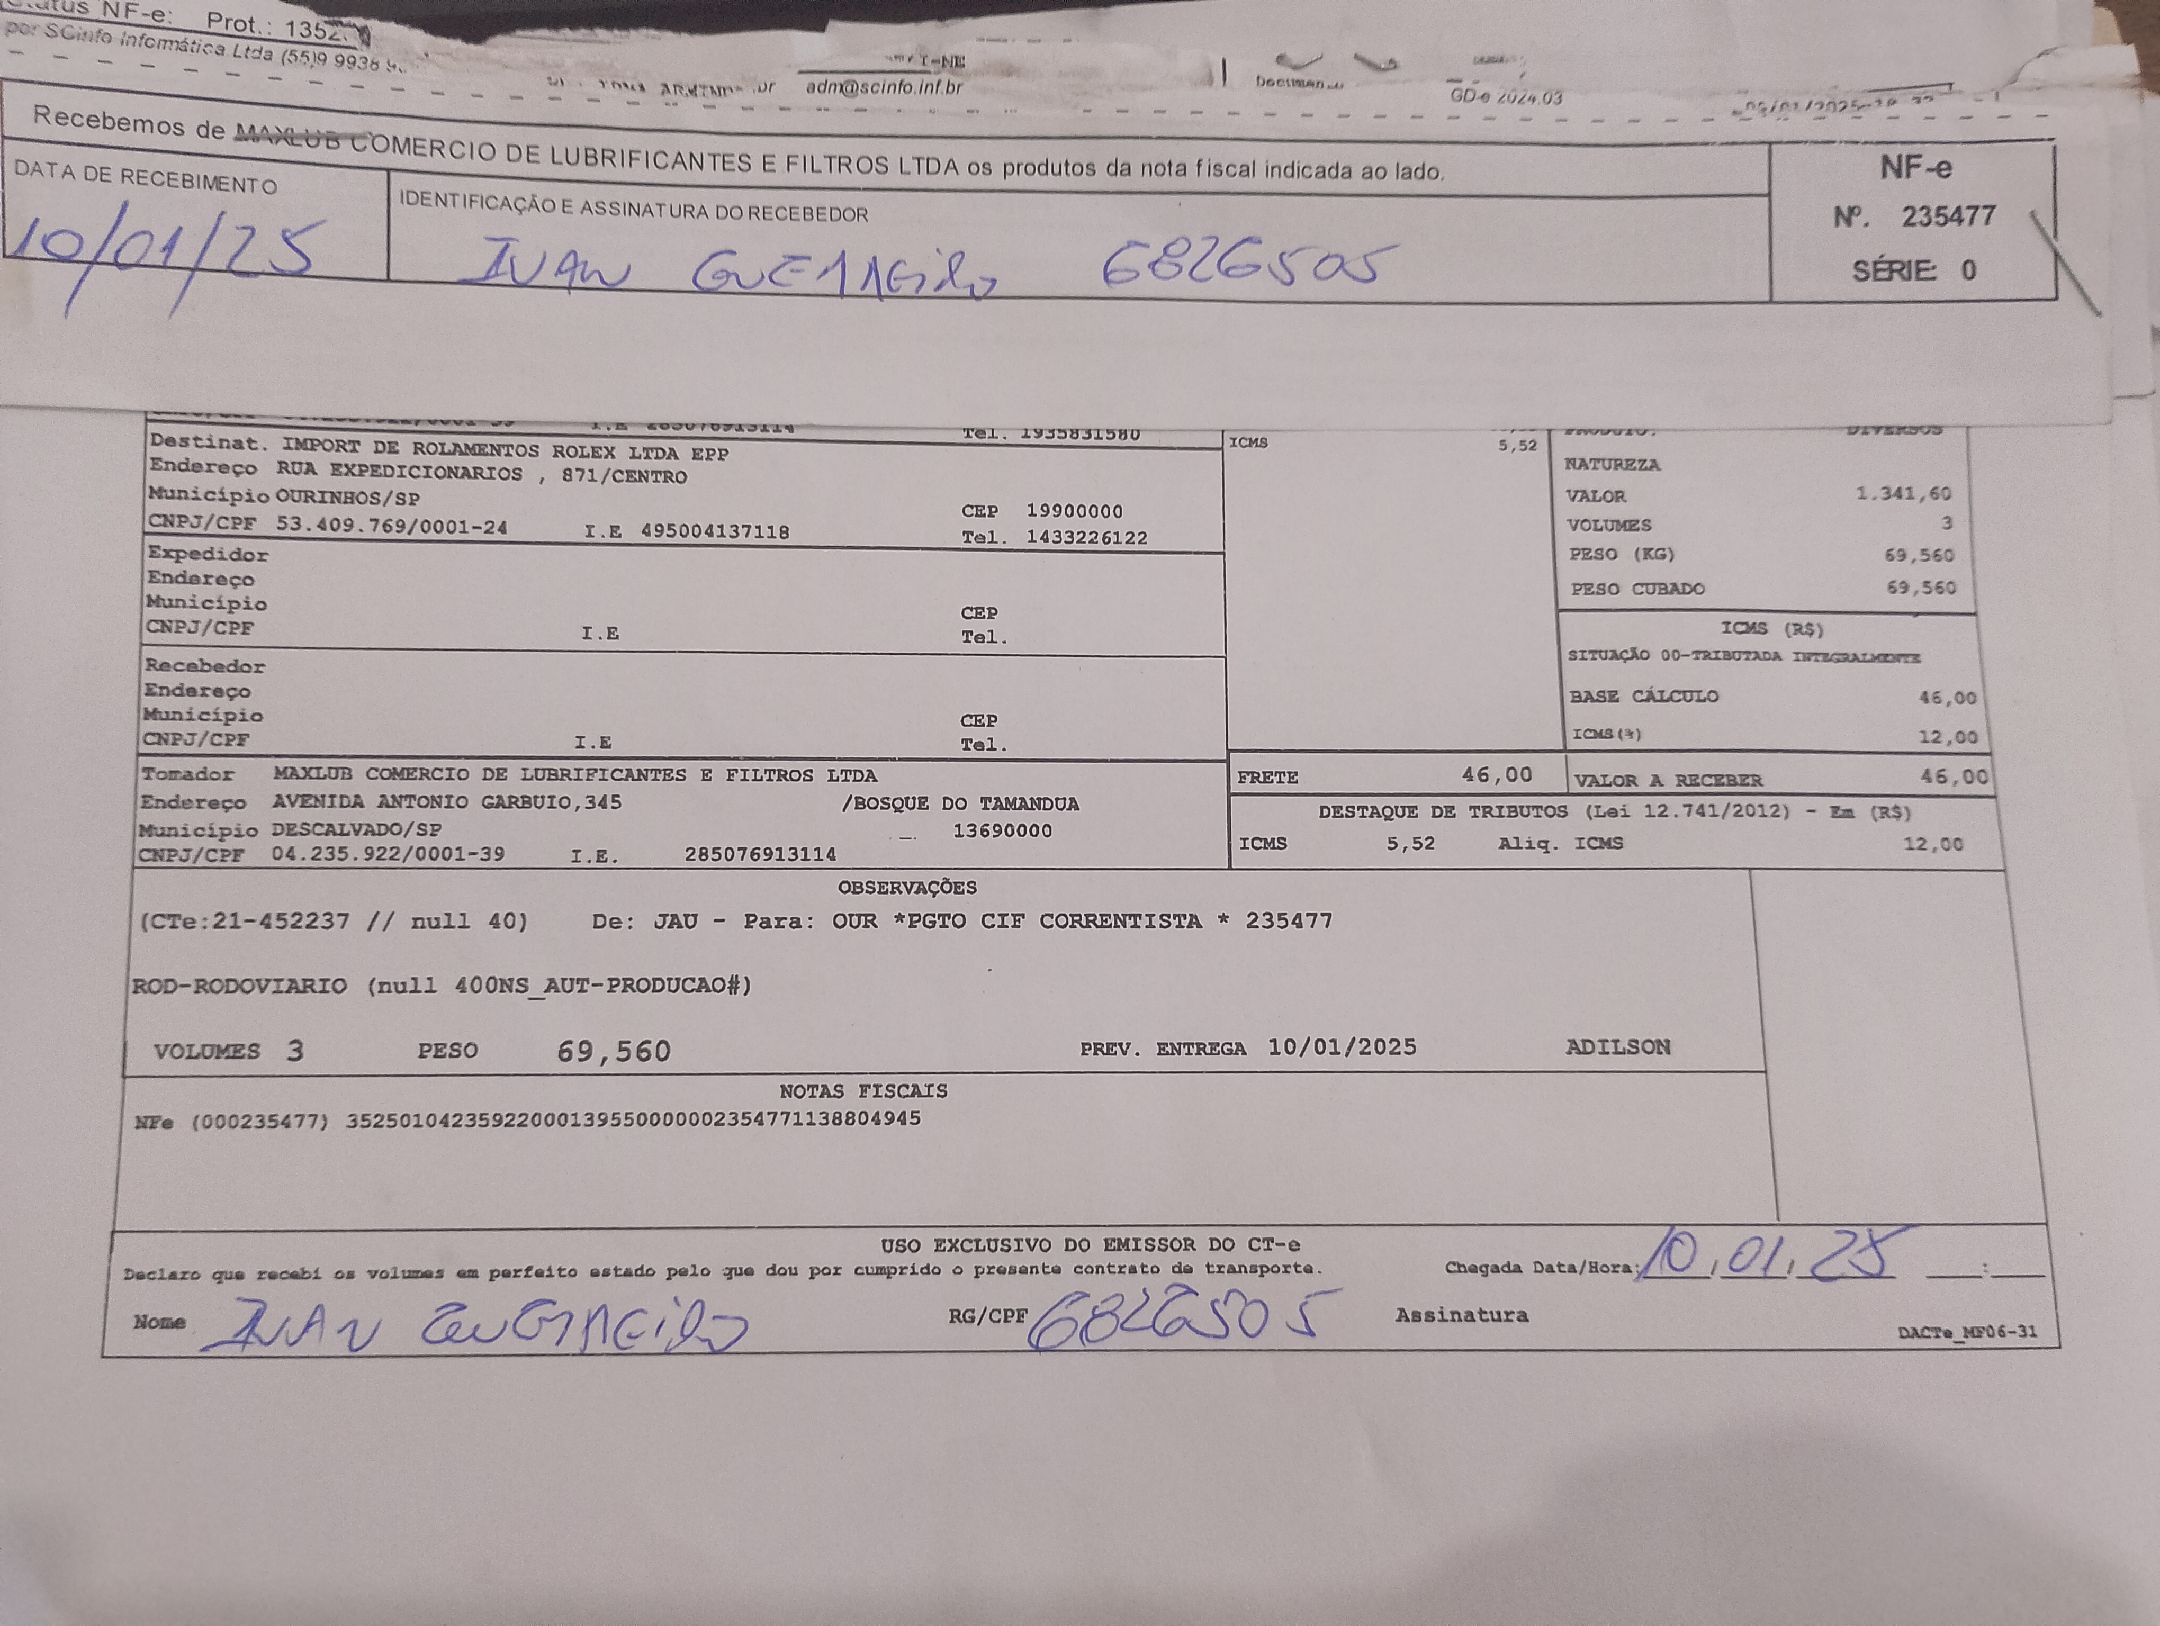 Status NF-e: Prot.: 1352
por SCinfo Informática Ltda (55)9 9938
adm@scinfo.inf.br
GD-e 2024.03
Recebemos de MAXLUB COMERCIO DE LUBRIFICANTES E FILTROS LTDA os produtos da nota fiscal indicada ao lado.
NF-e
Nº. 235477
SÉRIE: 0
DATA DE RECEBIMENTO
10/01/25
IDENTIFICAÇÃO E ASSINATURA DO RECEBEDOR
IVAN GUERREIRO 6826505
I.E 285076913114 Tel. 1935831580
Destinat. IMPORT DE ROLAMENTOS ROLEX LTDA EPP
Endereço RUA EXPEDICIONARIOS , 871/CENTRO
Município OURINHOS/SP CEP 19900000
CNPJ/CPF 53.409.769/0001-24 I.E 495004137118 Tel. 1433226122
Expedidor
Endereço
Município CEP
CNPJ/CPF I.E Tel.
Recebedor
Endereço
Município CEP
CNPJ/CPF I.E Tel.
Tomador MAXLUB COMERCIO DE LUBRIFICANTES E FILTROS LTDA
Endereço AVENIDA ANTONIO GARBUIO,345 /BOSQUE DO TAMANDUA
Município DESCALVADO/SP 13690000
CNPJ/CPF 04.235.922/0001-39 I.E. 285076913114
ICMS 5,52
PRODUTO: DIVERSOS
NATUREZA
VALOR 1.341,60
VOLUMES 3
PESO (KG) 69,560
PESO CUBADO 69,560
ICMS (R$)
SITUAÇÃO 00-TRIBUTADA INTEGRALMENTE
BASE CÁLCULO 46,00
ICMS(%) 12,00
FRETE 46,00 VALOR A RECEBER 46,00
DESTAQUE DE TRIBUTOS (Lei 12.741/2012) - Em (R$)
ICMS 5,52 Aliq. ICMS 12,00
OBSERVAÇÕES
(CTe:21-452237 // null 40) De: JAU - Para: OUR *PGTO CIF CORRENTISTA * 235477
ROD-RODOVIARIO (null 400NS_AUT-PRODUCAO#)
VOLUMES 3 PESO 69,560 PREV. ENTREGA 10/01/2025 ADILSON
NOTAS FISCAIS
NFe (000235477) 35250104235922000139550000002354771138804945
USO EXCLUSIVO DO EMISSOR DO CT-e
Declaro que recebi os volumes em perfeito estado pelo que dou por cumprido o presente contrato de transporte. Chegada Data/Hora: 10,01,25 :
Nome IVAN GUERREIRO RG/CPF 6826505 Assinatura
DACTe_MF06-31